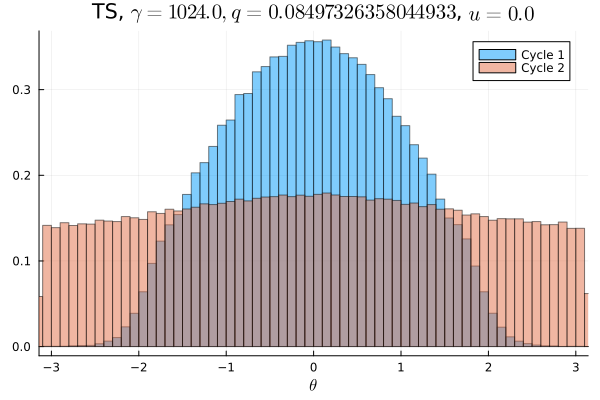 TS, γ = 1024.0, q = 0.08497326358044933, u = 0.0
Cycle 1
Cycle 2
0.3
0.2
0.1
0.0
−3 −2 −1 0 1 2 3
θ